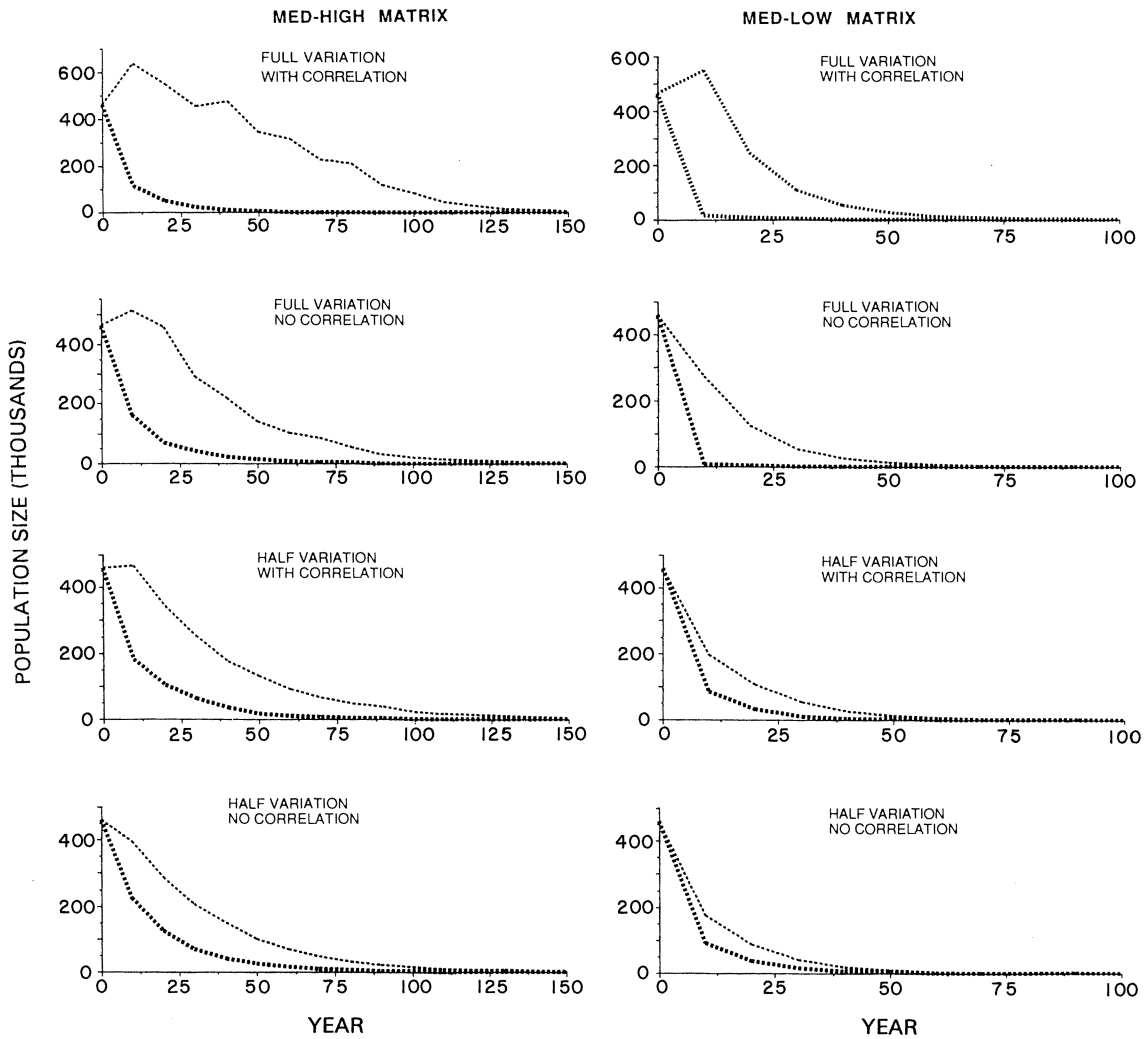 MED-HIGH MATRIX
MED-LOW MATRIX
POPULATION SIZE (THOUSANDS)
FULL VARIATION
WITH CORRELATION
600
400
200
0
0 25 50 75 100 125 150
FULL VARIATION
WITH CORRELATION
600
400
200
0
0 25 50 75 100
FULL VARIATION
NO CORRELATION
400
200
0
0 25 50 75 100 125 150
FULL VARIATION
NO CORRELATION
400
200
0
0 25 50 75 100
HALF VARIATION
WITH CORRELATION
400
200
0
0 25 50 75 100 125 150
HALF VARIATION
WITH CORRELATION
400
200
0
0 25 50 75 100
HALF VARIATION
NO CORRELATION
400
200
0
0 25 50 75 100 125 150
HALF VARIATION
NO CORRELATION
400
200
0
0 25 50 75 100
YEAR
YEAR